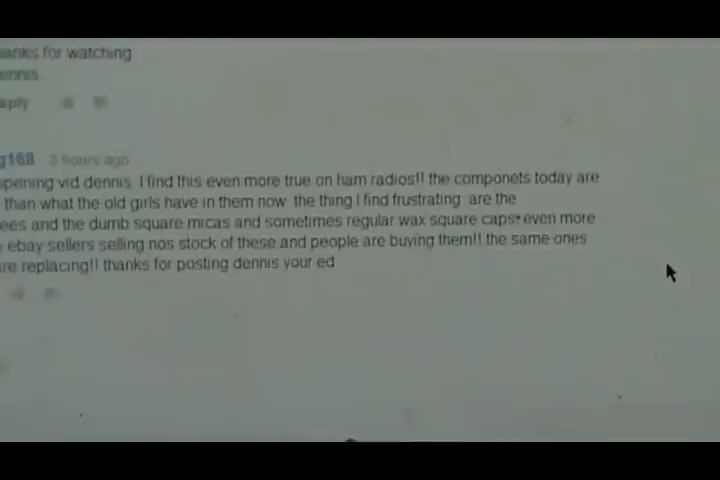 anks for watching
ennis
eply
g168 3 hours ago
pening vid dennis I find this even more true on ham radios!! the componets today are
than what the old girls have in them now the thing I find frustrating are the
ees and the dumb square micas and sometimes regular wax square caps even more
ebay sellers selling nos stock of these and people are buying them!! the same ones
re replacing!! thanks for posting dennis your ed